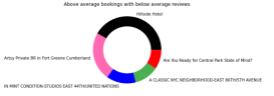 Above average bookings with below average reviews
Hillside Hotel
Are You Ready for Central Park State of Mind?
Artsy Private BR in Fort Greene Cumberland
A CLASSIC NYC NEIGHBORHOOD-EAST 86TH/5TH AVENUE
IN MINT CONDITION-STUDIOS EAST 44TH/UNITED NATIONS